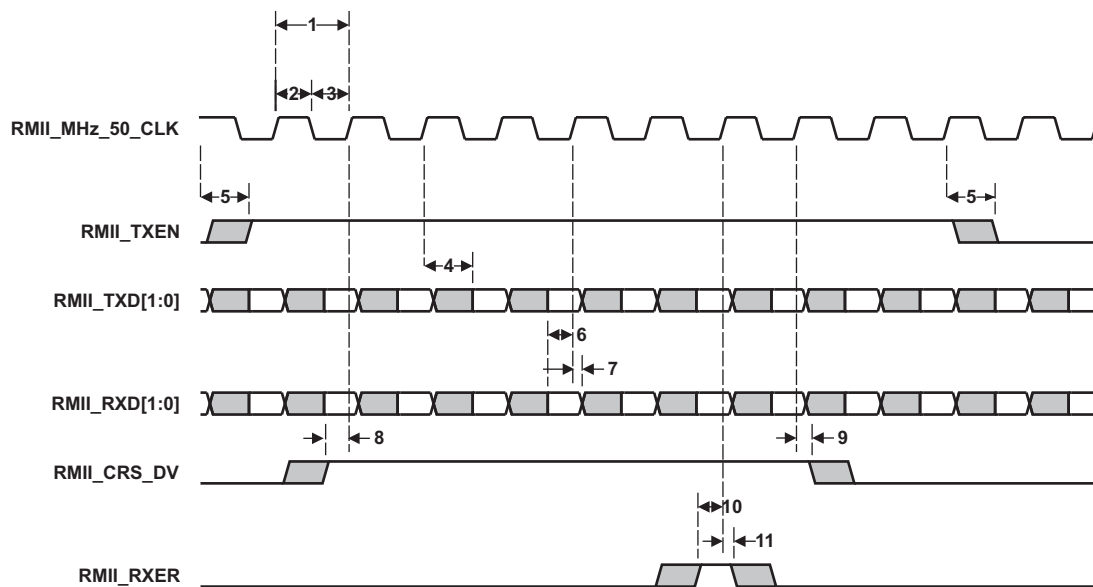 1
2 3
RMII_MHz_50_CLK
5 5
RMII_TXEN
4
RMII_TXD[1:0]
6
7
RMII_RXD[1:0]
8 9
RMII_CRS_DV
10
11
RMII_RXER